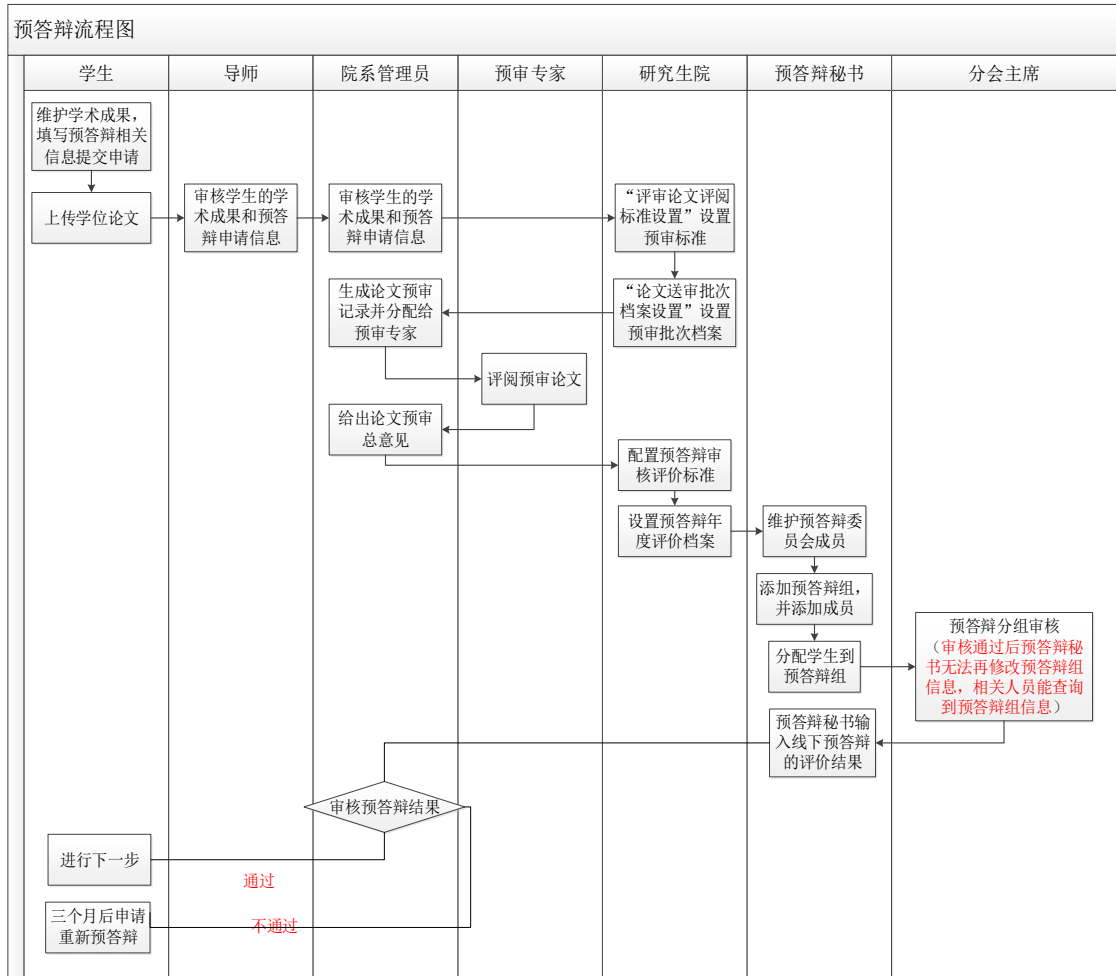 预答辩流程图
学生
导师
院系管理员
预审专家
研究生院
预答辩秘书
分会主席
维护学术成果，
填写预答辩相关
信息提交申请
上传学位论文
审核学生的学
术成果和预答
辩申请信息
审核学生的学
术成果和预答
辩申请信息
“评审论文评阅
标准设置”设置
预审标准
“论文送审批次
档案设置”设置
预审批次档案
生成论文预审
记录并分配给
预审专家
评阅预审论文
给出论文预审
总意见
配置预答辩审
核评价标准
设置预答辩年
度评价档案
维护预答辩委
员会成员
添加预答辩组，
并添加成员
分配学生到
预答辩组
预答辩分组审核
（审核通过后预答辩秘
书无法再修改预答辩组
信息，相关人员能查询
到预答辩组信息）
预答辩秘书输
入线下预答辩
的评价结果
审核预答辩结果
进行下一步
通过
三个月后申请
重新预答辩
不通过